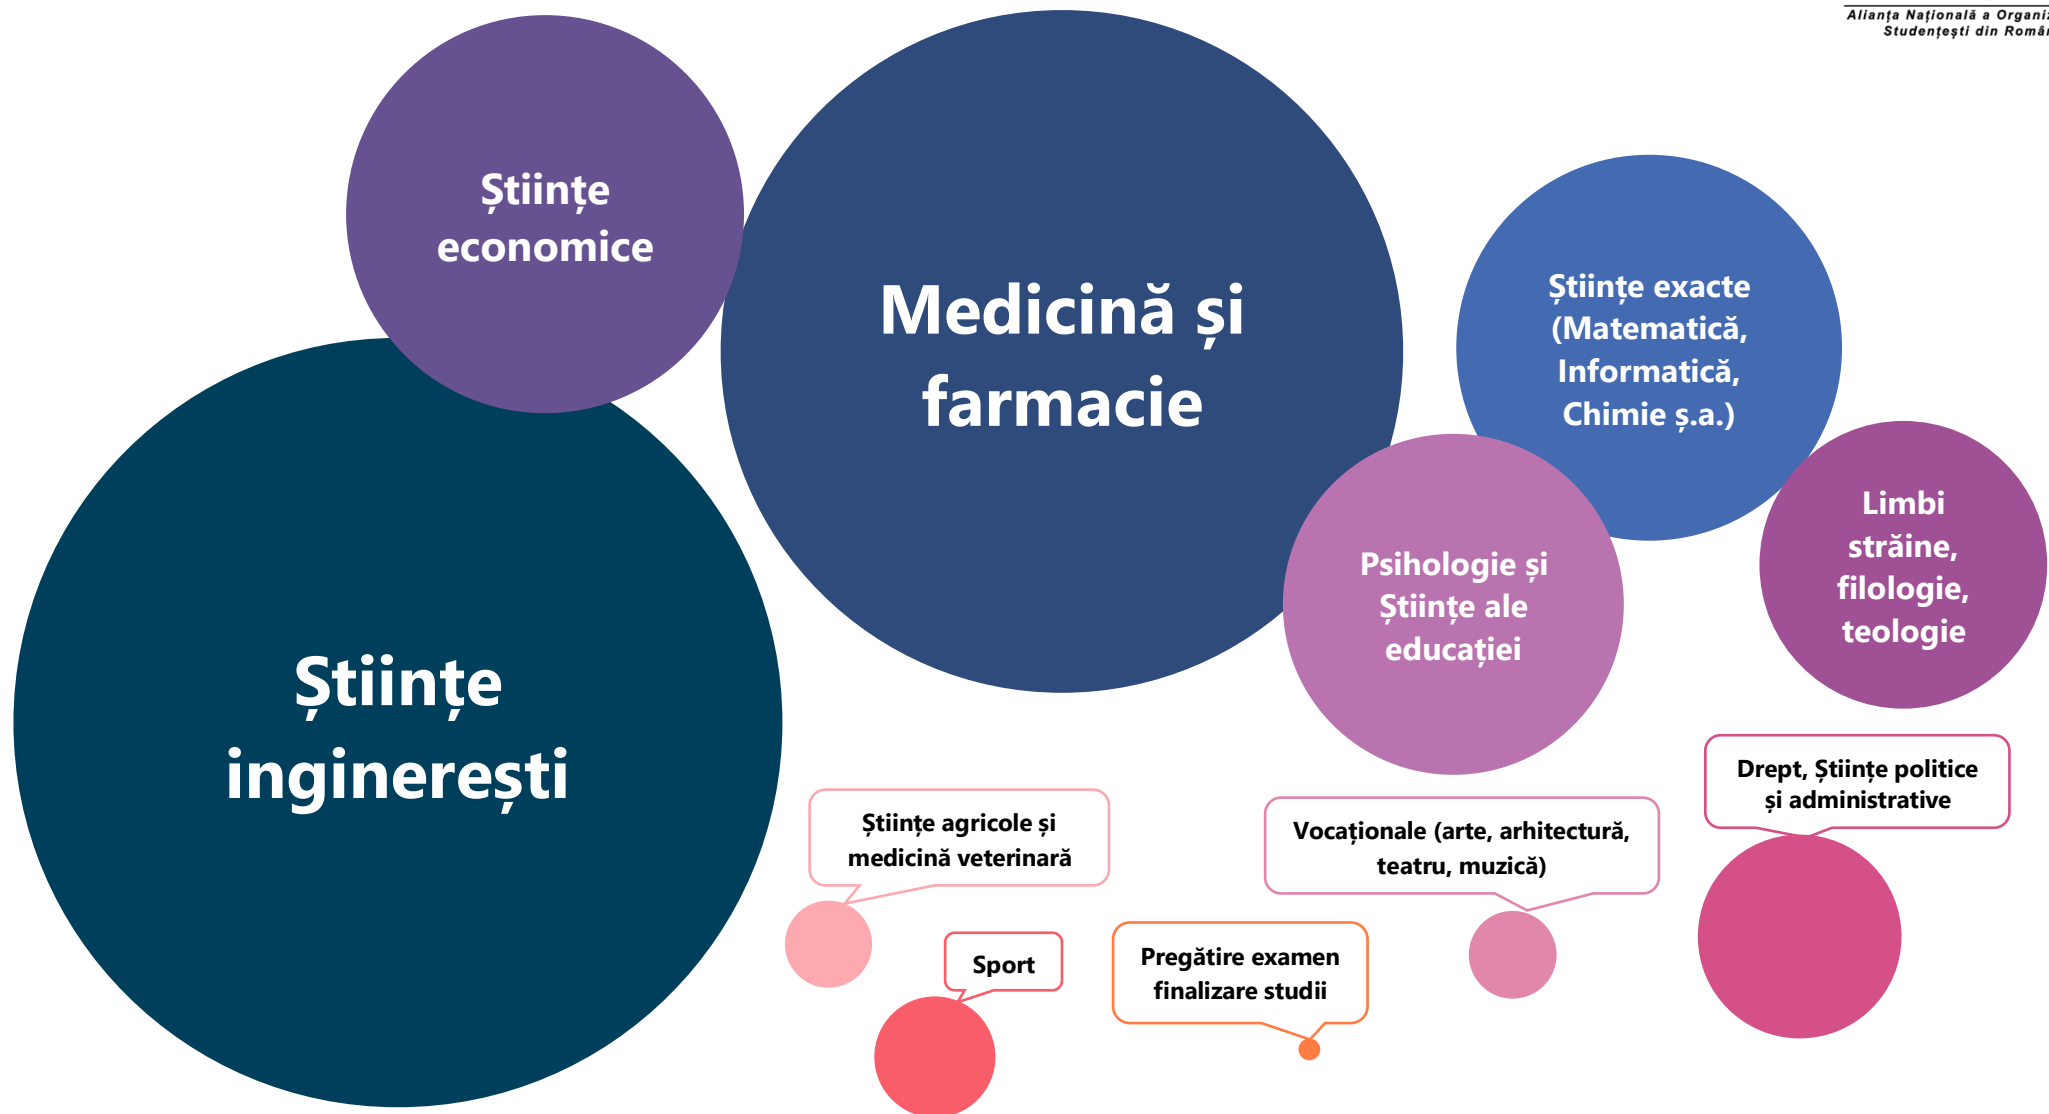 Alianța Națională a
Studențești din
Științe
economice
Medicină și
farmacie
Științe exacte
(Matematică,
Informatică,
Chimie ș.a.)
Limbi
străine,
filologie,
teologie
Psihologie și
Științe ale
educației
Științe
inginerești
Drept, Științe politice
și administrative
Științe agricole și
medicină veterinară
Vocaționale (arte, arhitectură,
teatru, muzică)
Sport
Pregătire examen
finalizare studii